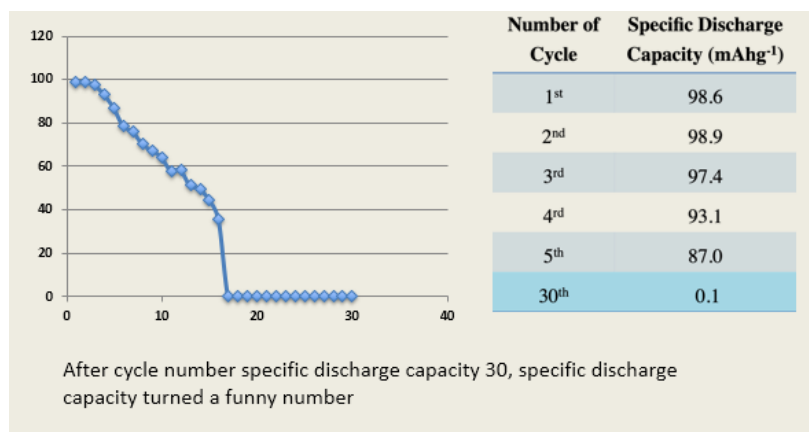 120
100
80
60
40
20
0
0 10 20 30 40
Number of Cycle Specific Discharge Capacity (mAhg⁻¹)
1ˢᵗ 98.6
2ⁿᵈ 98.9
3ʳᵈ 97.4
4ʳᵈ 93.1
5ᵗʰ 87.0
30ᵗʰ 0.1
After cycle number specific discharge capacity 30, specific discharge
capacity turned a funny number